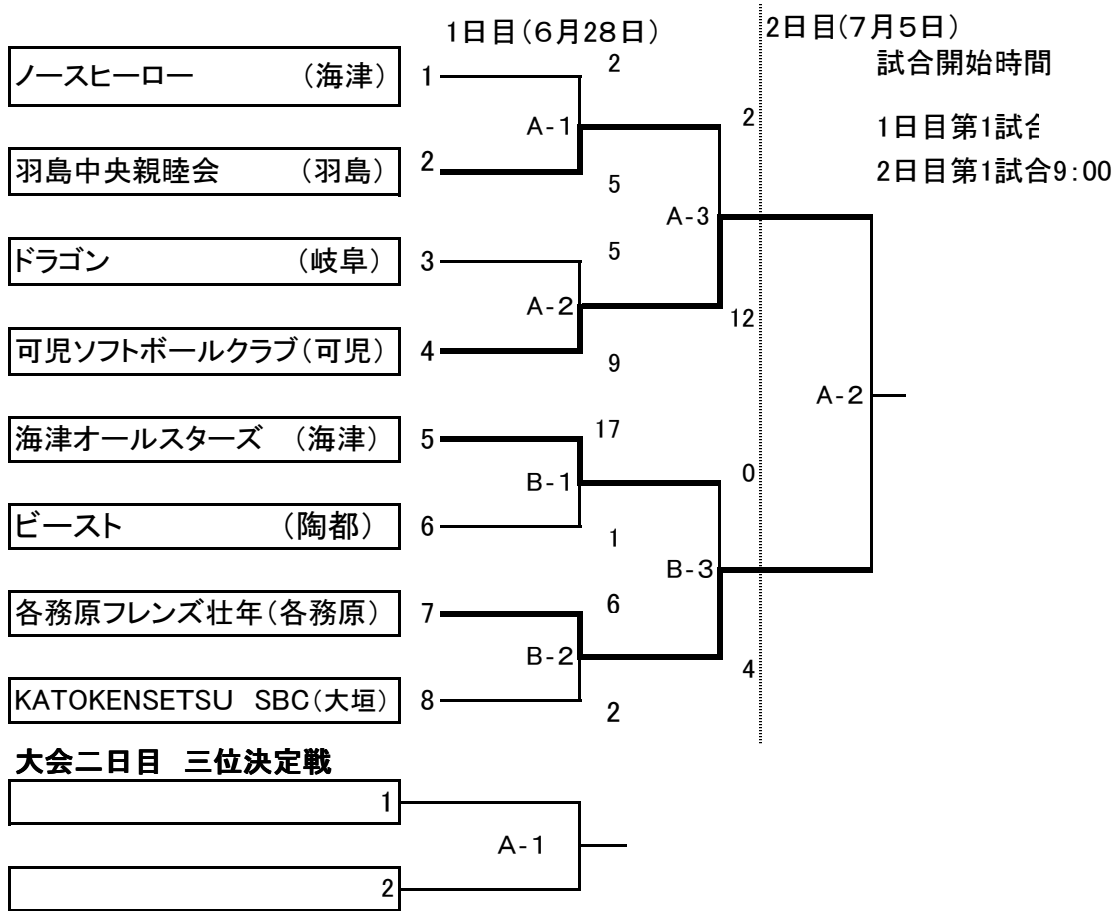 1日目(6月28日)
2日目(7月5日)
試合開始時間
1日目第1試合
2日目第1試合9:00
ノースヒーロー (海津) 1
2
A-1
2
羽島中央親睦会 (羽島) 2
5
A-3
ドラゴン (岐阜) 3
5
A-2
12
可児ソフトボールクラブ(可児) 4
9
A-2
海津オールスターズ (海津) 5
17
B-1
0
ビースト (陶都) 6
1
B-3
各務原フレンズ壮年(各務原) 7
6
B-2
4
KATOKENSETSU SBC(大垣) 8
2
大会二日目 三位決定戦
1
A-1
2